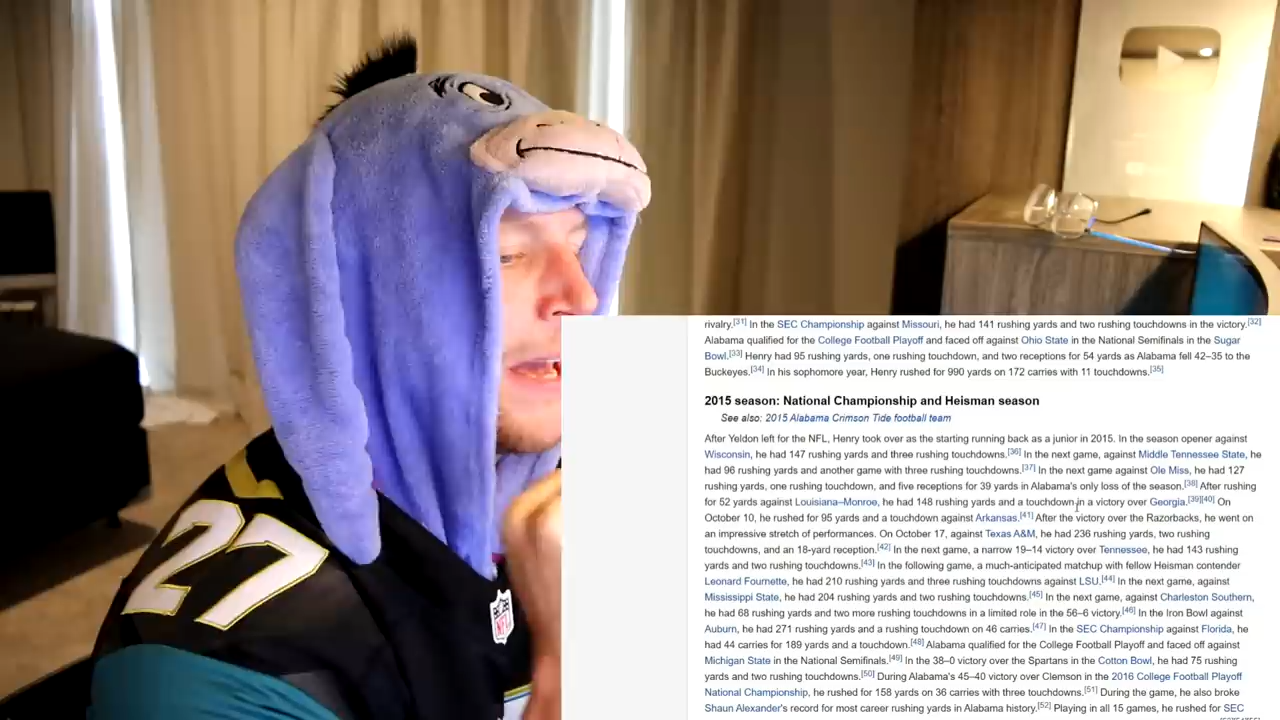 27
NFL
rivalry.[31] In the SEC Championship against Missouri, he had 141 rushing yards and two rushing touchdowns in the victory.[32]
Alabama qualified for the College Football Playoff and faced off against Ohio State in the National Semifinals in the Sugar
Bowl.[33] Henry had 95 rushing yards, one rushing touchdown, and two receptions for 54 yards as Alabama fell 42–35 to the
Buckeyes.[34] In his sophomore year, Henry rushed for 990 yards on 172 carries with 11 touchdowns.[35]
2015 season: National Championship and Heisman season
See also: 2015 Alabama Crimson Tide football team
After Yeldon left for the NFL, Henry took over as the starting running back as a junior in 2015. In the season opener against
Wisconsin, he had 147 rushing yards and three rushing touchdowns.[36] In the next game, against Middle Tennessee State, he
had 96 rushing yards and another game with three rushing touchdowns.[37] In the next game against Ole Miss, he had 127
rushing yards, one rushing touchdown, and five receptions for 39 yards in Alabama's only loss of the season.[38] After rushing
for 52 yards against Louisiana–Monroe, he had 148 rushing yards and a touchdown in a victory over Georgia.[39][40] On
October 10, he rushed for 95 yards and a touchdown against Arkansas.[41] After the victory over the Razorbacks, he went on
an impressive stretch of performances. On October 17, against Texas A&M, he had 236 rushing yards, two rushing
touchdowns, and an 18-yard reception.[42] In the next game, a narrow 19–14 victory over Tennessee, he had 143 rushing
yards and two rushing touchdowns.[43] In the following game, a much-anticipated matchup with fellow Heisman contender
Leonard Fournette, he had 210 rushing yards and three rushing touchdowns against LSU.[44] In the next game, against
Mississippi State, he had 204 rushing yards and two rushing touchdowns.[45] In the next game, against Charleston Southern,
he had 68 rushing yards and two more rushing touchdowns in a limited role in the 56–6 victory.[46] In the Iron Bowl against
Auburn, he had 271 rushing yards and a rushing touchdown on 46 carries.[47] In the SEC Championship against Florida, he
had 44 carries for 189 yards and a touchdown.[48] Alabama qualified for the College Football Playoff and faced off against
Michigan State in the National Semifinals.[49] In the 38–0 victory over the Spartans in the Cotton Bowl, he had 75 rushing
yards and two rushing touchdowns.[50] During Alabama's 45–40 victory over Clemson in the 2016 College Football Playoff
National Championship, he rushed for 158 yards on 36 carries with three touchdowns.[51] During the game, he also broke
Shaun Alexander's record for most career rushing yards in Alabama history.[52] Playing in all 15 games, he rushed for SEC